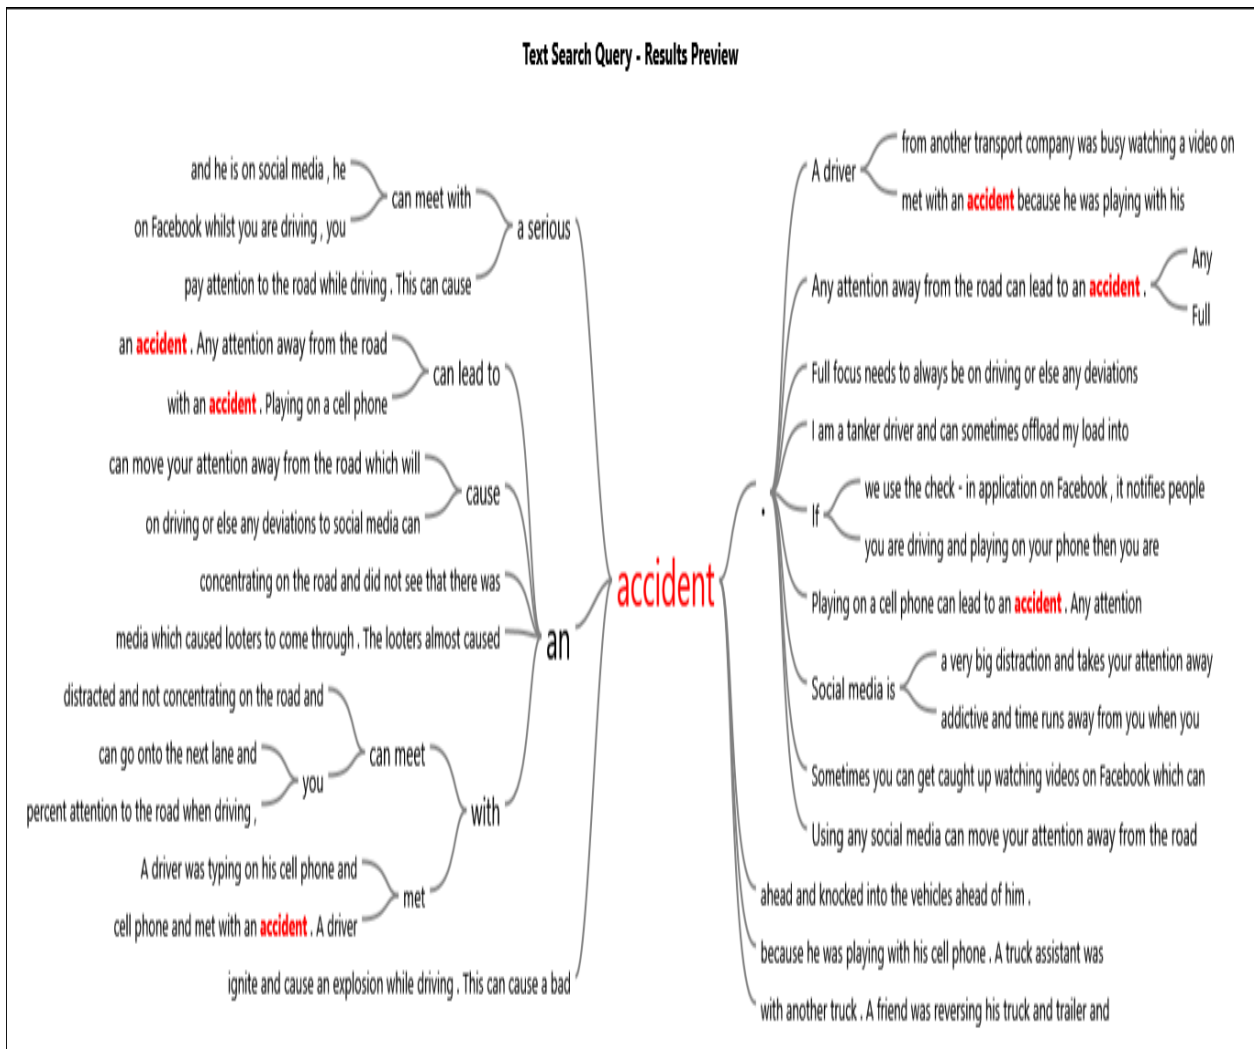 Text Search Query - Results Preview
and he is on social media , he
on Facebook whilst you are driving , you
can meet with
pay attention to the road while driving . This can cause
a serious
an accident . Any attention away from the road
with an accident . Playing on a cell phone
can lead to
can move your attention away from the road which will
on driving or else any deviations to social media can
cause
concentrating on the road and did not see that there was
media which caused looters to come through . The looters almost caused
an
distracted and not concentrating on the road and
can go onto the next lane and
percent attention to the road when driving ,
you
can meet
with
A driver was typing on his cell phone and
cell phone and met with an accident . A driver
met
ignite and cause an explosion while driving . This can cause a bad
accident
.
A driver
from another transport company was busy watching a video on
met with an accident because he was playing with his
Any attention away from the road can lead to an accident .
Any
Full
Full focus needs to always be on driving or else any deviations
I am a tanker driver and can sometimes offload my load into
If
we use the check - in application on Facebook , it notifies people
you are driving and playing on your phone then you are
Playing on a cell phone can lead to an accident . Any attention
Social media is
a very big distraction and takes your attention away
addictive and time runs away from you when you
Sometimes you can get caught up watching videos on Facebook which can
Using any social media can move your attention away from the road
ahead and knocked into the vehicles ahead of him .
because he was playing with his cell phone . A truck assistant was
with another truck . A friend was reversing his truck and trailer and